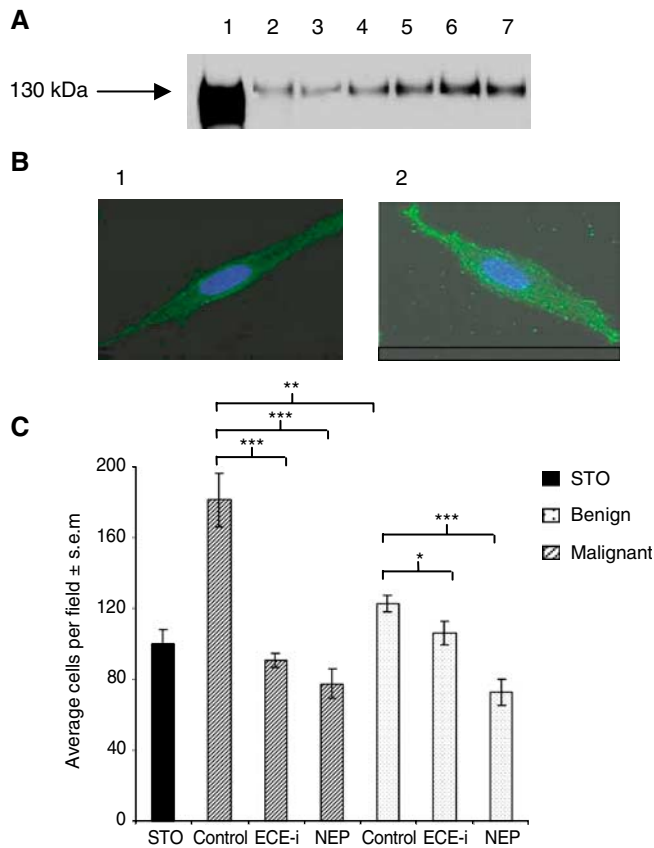 A
1 2 3 4 5 6 7
130 kDa
B
1
2
C
**
***
***
***
*
Average cells per field ± s.e.m
200
160
120
80
40
0
STO
Benign
Malignant
STO Control ECE-i NEP Control ECE-i NEP